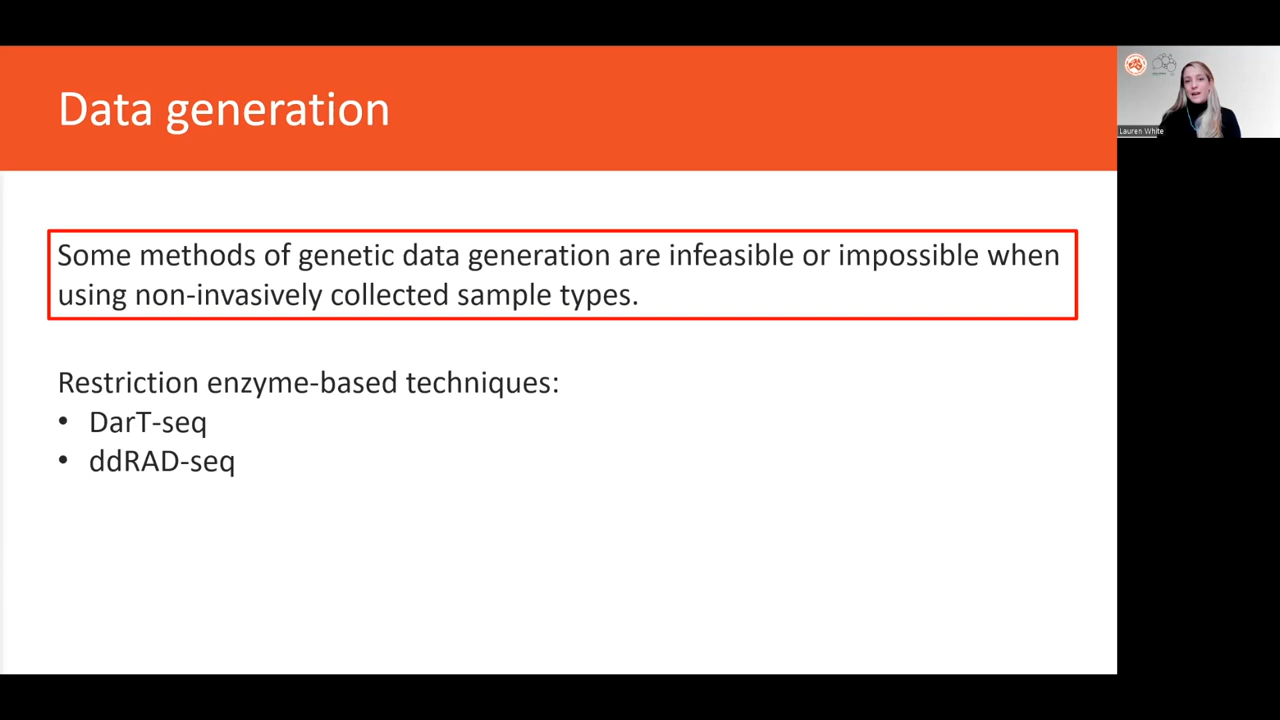 Data generation
Lauren White
Some methods of genetic data generation are infeasible or impossible when
using non-invasively collected sample types.
Restriction enzyme-based techniques:
• DarT-seq
• ddRAD-seq